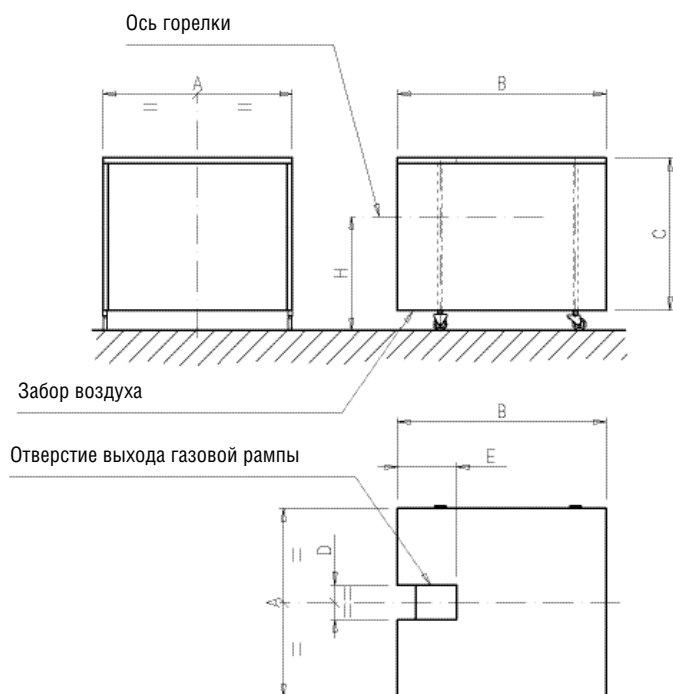 Ось горелки
A
B
H
C
Забор воздуха
B
Отверстие выхода газовой рампы
E
D
A